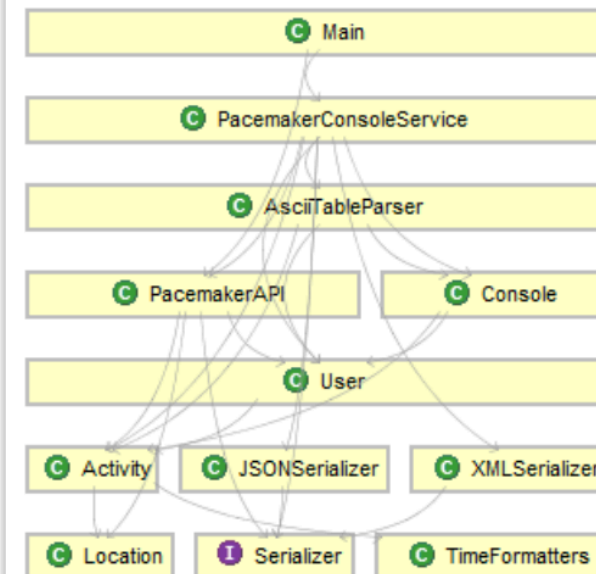 C Main
C PacemakerConsoleService
C AsciiTableParser
C PacemakerAPI C Console
C User
C Activity C JSONSerializer C XMLSerializer
C Location I Serializer C TimeFormatters